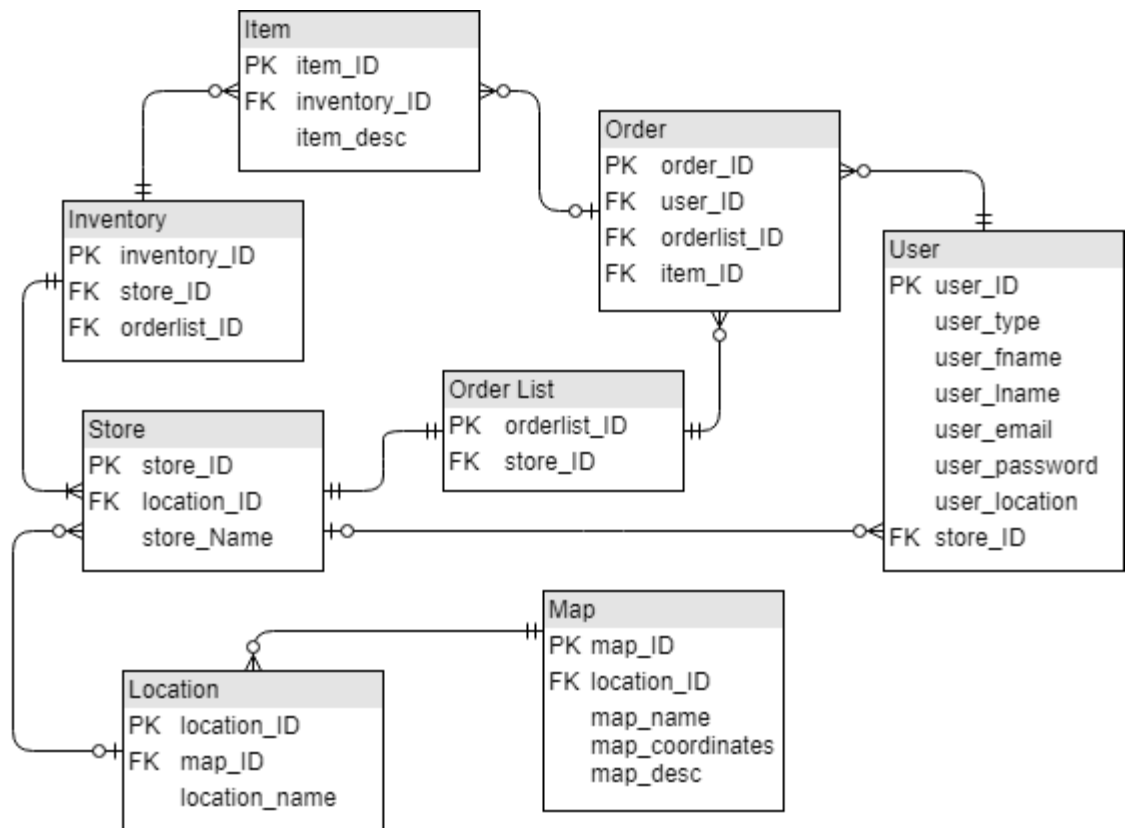 Item
PK item_ID
FK inventory_ID
item_desc
Order
PK order_ID
FK user_ID
FK orderlist_ID
FK item_ID
Inventory
PK inventory_ID
FK store_ID
FK orderlist_ID
User
PK user_ID
user_type
user_fname
user_lname
user_email
user_password
user_location
FK store_ID
Order List
PK orderlist_ID
FK store_ID
Store
PK store_ID
FK location_ID
store_Name
Map
PK map_ID
FK location_ID
map_name
map_coordinates
map_desc
Location
PK location_ID
FK map_ID
location_name